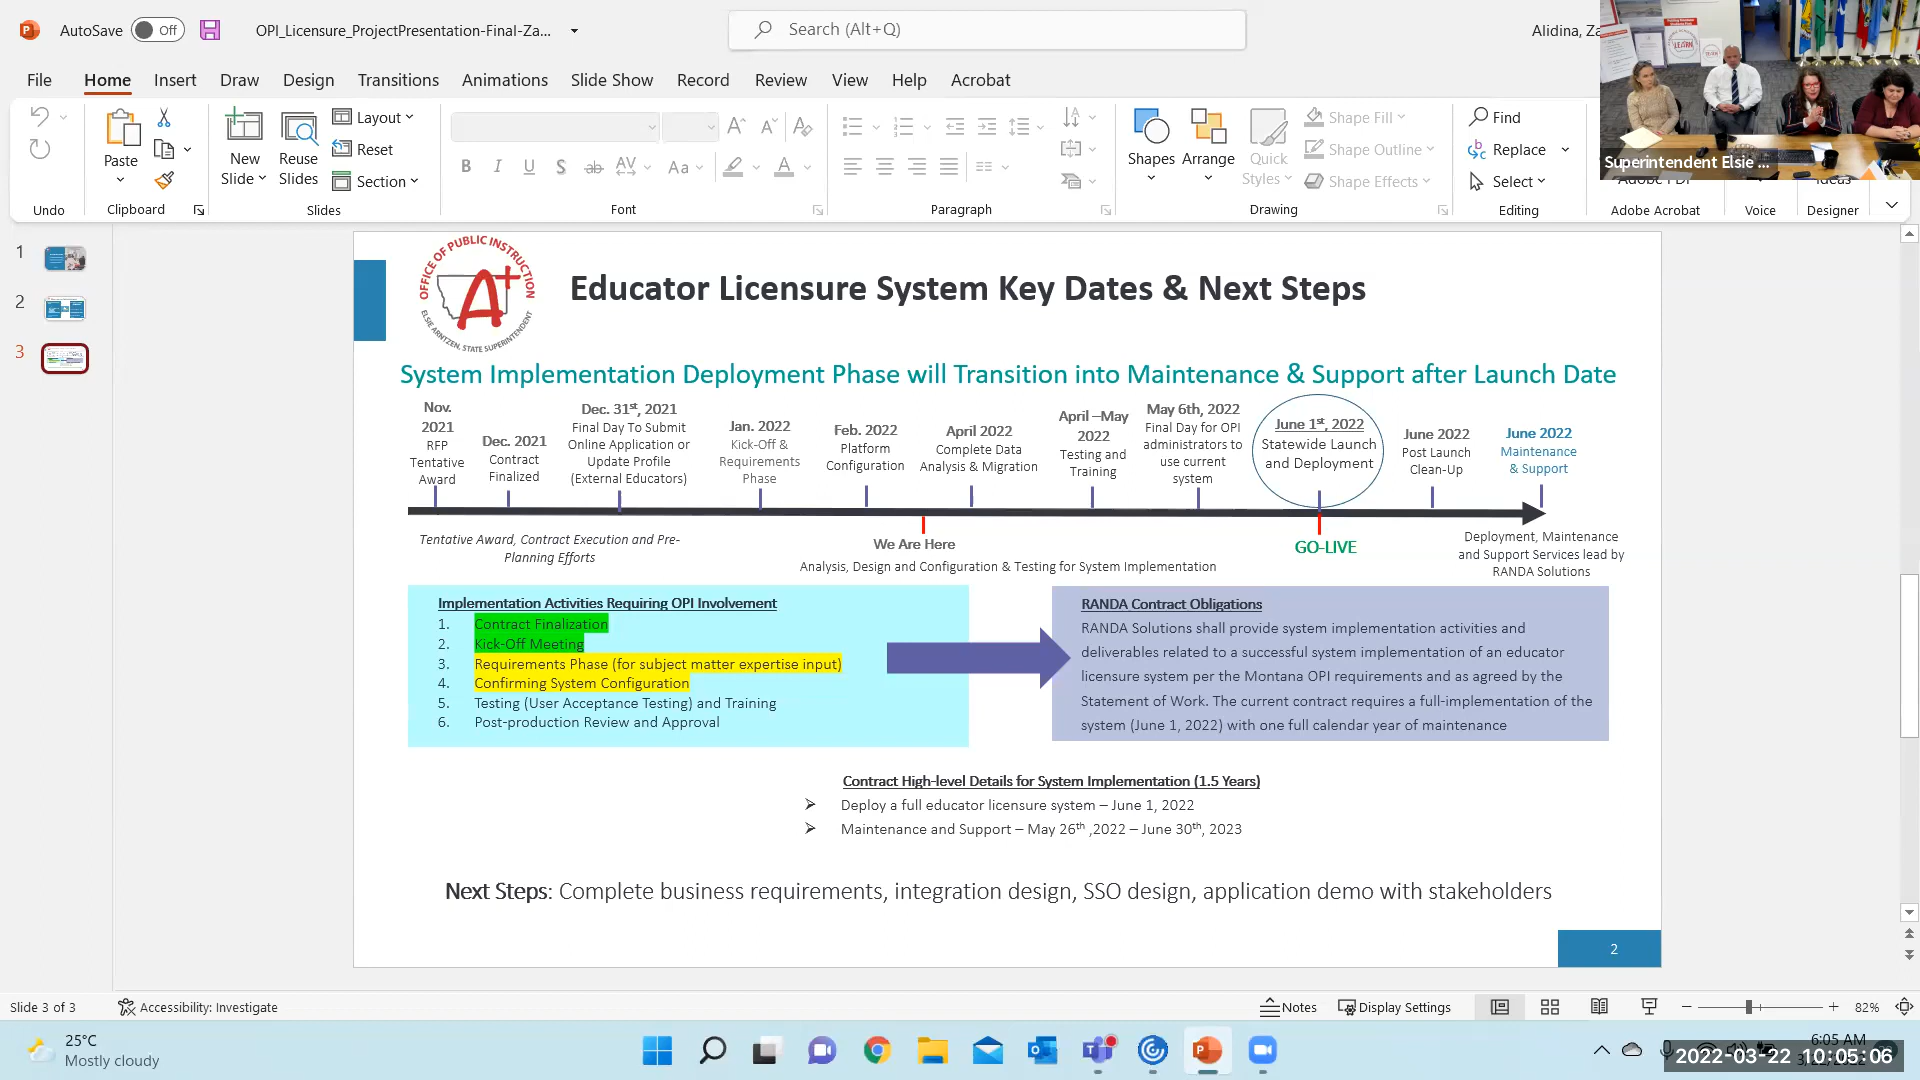 AutoSave
Off
OPI_Licensure_ProjectPresentation-Final-Za...
Search (Alt+Q)
Alidina, Za
File
Home
Insert
Draw
Design
Transitions
Animations
Slide Show
Record
Review
View
Help
Acrobat
Paste
New
Slide
Reuse
Slides
Layout
Reset
Section
Shapes
Arrange
Quick
Styles
Shape Fill
Shape Outline
Shape Effects
Find
Replace
Select
Undo
Clipboard
Slides
Font
Paragraph
Drawing
Editing
Adobe Acrobat
Voice
Designer
Superintendent Elsie ...
LEARN
1
2
3
OFFICE OF PUBLIC INSTRUCTION
A+
ELSIE ARNTZEN, STATE SUPERINTENDENT
Educator Licensure System Key Dates & Next Steps
System Implementation Deployment Phase will Transition into Maintenance & Support after Launch Date
Nov.
2021
RFP
Tentative
Award
Dec. 2021
Contract
Finalized
Dec. 31st, 2021
Final Day To Submit
Online Application or
Update Profile
(External Educators)
Jan. 2022
Kick-Off &
Requirements
Phase
Feb. 2022
Platform
Configuration
April 2022
Complete Data
Analysis & Migration
April –May
2022
Testing and
Training
May 6th, 2022
Final Day for OPI
administrators to
use current
system
June 1st, 2022
Statewide Launch
and Deployment
June 2022
Post Launch
Clean-Up
June 2022
Maintenance
& Support
Tentative Award, Contract Execution and Pre-
Planning Efforts
We Are Here
Analysis, Design and Configuration & Testing for System Implementation
GO-LIVE
Deployment, Maintenance
and Support Services lead by
RANDA Solutions
Implementation Activities Requiring OPI Involvement
1. Contract Finalization
2. Kick-Off Meeting
3. Requirements Phase (for subject matter expertise input)
4. Confirming System Configuration
5. Testing (User Acceptance Testing) and Training
6. Post-production Review and Approval
RANDA Contract Obligations
RANDA Solutions shall provide system implementation activities and
deliverables related to a successful system implementation of an educator
licensure system per the Montana OPI requirements and as agreed by the
Statement of Work. The current contract requires a full-implementation of the
system (June 1, 2022) with one full calendar year of maintenance
Contract High-level Details for System Implementation (1.5 Years)
Deploy a full educator licensure system – June 1, 2022
Maintenance and Support – May 26th ,2022 – June 30th, 2023
Next Steps: Complete business requirements, integration design, SSO design, application demo with stakeholders
2
Slide 3 of 3
Accessibility: Investigate
Notes
Display Settings
82%
25°C
Mostly cloudy
6:05 AM
2022-03-22 10:05:06